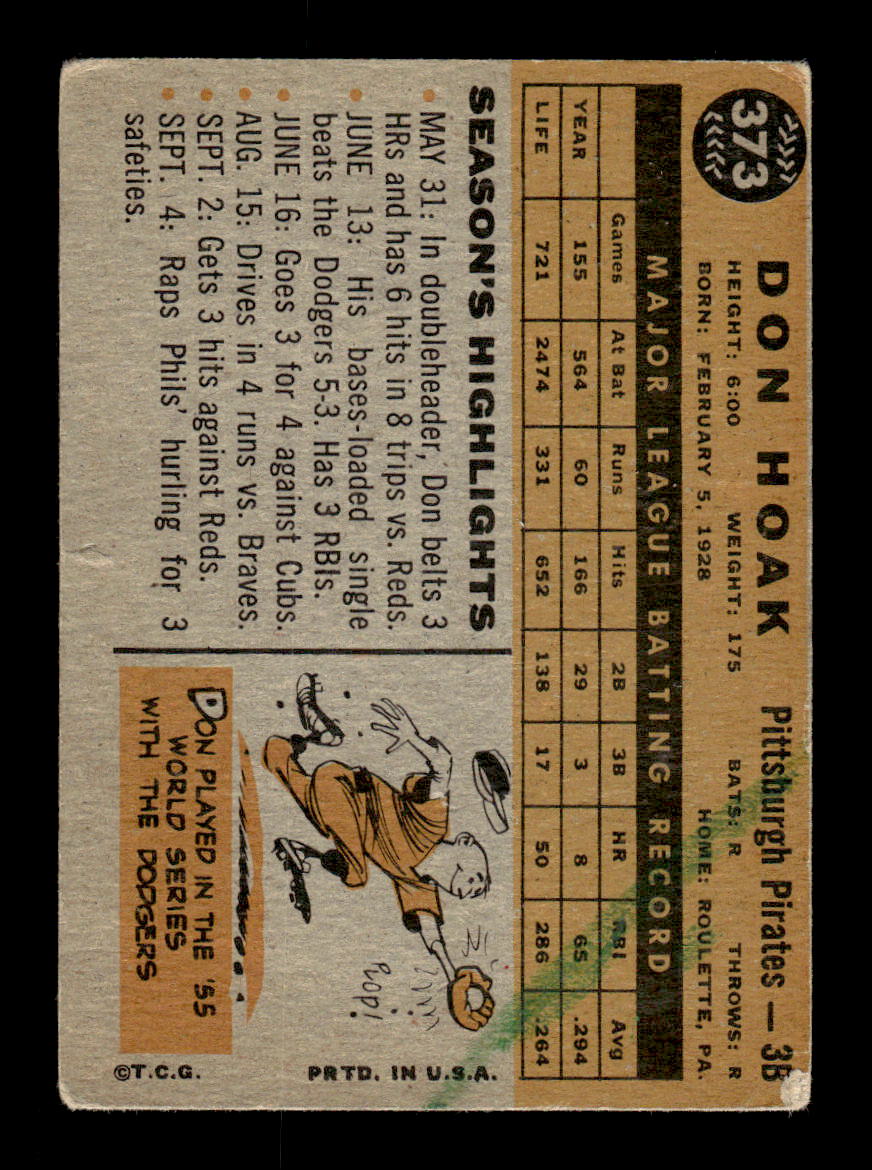 373
DON HOAK Pittsburgh Pirates — 3B
HEIGHT: 6:00 WEIGHT: 175 BATS: R THROWS: R
BORN: FEBRUARY 5, 1928 HOME: ROULETTE, PA.
MAJOR LEAGUE BATTING RECORD
Games At Bat Runs Hits 2B 3B HR RBI Avg
YEAR 155 564 60 166 29 3 8 65 .294
LIFE 721 2474 331 652 138 17 50 286 .264
SEASON'S HIGHLIGHTS
• MAY 31: In doubleheader, Don belts 3
HRs and has 6 hits in 8 trips vs. Reds.
• JUNE 13: His bases-loaded single
beats the Dodgers 5-3. Has 3 RBIs.
• JUNE 16: Goes 3 for 4 against Cubs.
• AUG. 15: Drives in 4 runs vs. Braves.
• SEPT. 2: Gets 3 hits against Reds.
• SEPT. 4: Raps Phils' hurling for 3
safeties.
Plop!
DON PLAYED IN THE '55
WORLD SERIES
WITH THE DODGERS
©T.C.G. PRTD. IN U.S.A.